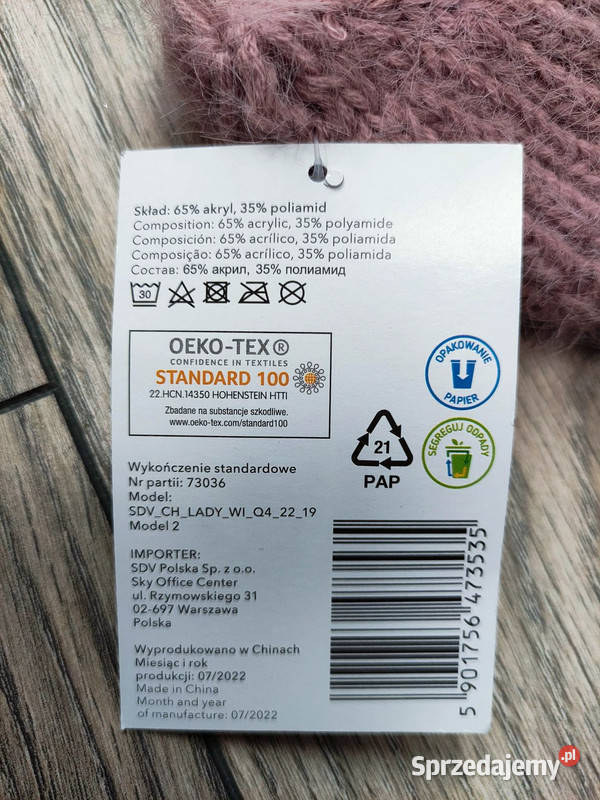 Skład: 65% akryl, 35% poliamid
Composition: 65% acrylic, 35% polyamide
Composición: 65% acrílico, 35% poliamida
Composição: 65% acrílico, 35% poliamida
Состав: 65% акрил, 35% полиамид
30
OEKO-TEX®
CONFIDENCE IN TEXTILES
STANDARD 100
22.HCN.14350 HOHENSTEIN HTTI
Zbadane na substancje szkodliwe.
www.oeko-tex.com/standard100
OPAKOWANIE
PAPIER
21
PAP
SEGREGUJ ODPADY
Wykończenie standardowe
Nr partii: 73036
Model:
SDV_CH_LADY_WI_Q4_22_19
Model 2
IMPORTER:
SDV Polska Sp. z o.o.
Sky Office Center
ul. Rzymowskiego 31
02-697 Warszawa
Polska
Wyprodukowano w Chinach
Miesiąc i rok
produkcji: 07/2022
Made in China
Month and year
of manufacture: 07/2022
5 901756 473535
Sprzedajemy.pl